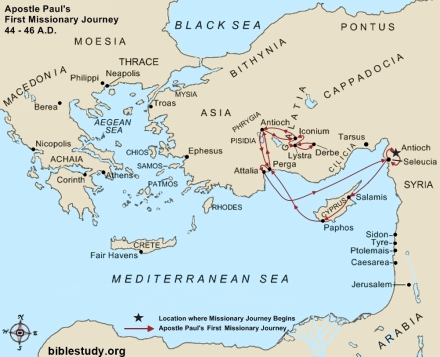 Apostle Paul's
First Missionary Journey
44 - 46 A.D.
BLACK SEA
MOESIA
PONTUS
THRACE
BITHYNIA
MACEDONIA
Philippi
Neapolis
CAPPADOCIA
MYSIA
Troas
Berea
AEGEAN
SEA
ASIA
GALATIA
PHRYGIA
Antioch
PISIDIA
Iconium
Tarsus
Nicopolis
CHIOS
Ephesus
Lystra
Derbe
CILICIA
Antioch
ACHAIA
SAMOS
Perga
Seleucia
Corinth
Athens
Attalia
PATMOS
SYRIA
CYPRUS
Salamis
RHODES
Paphos
CRETE
Fair Havens
Sidon
Tyre
Ptolemais
Caesarea
MEDITERRANEAN SEA
Jerusalem
ARABIA
Location where Missionary Journey Begins
Apostle Paul's First Missionary Journey
biblestudy.org